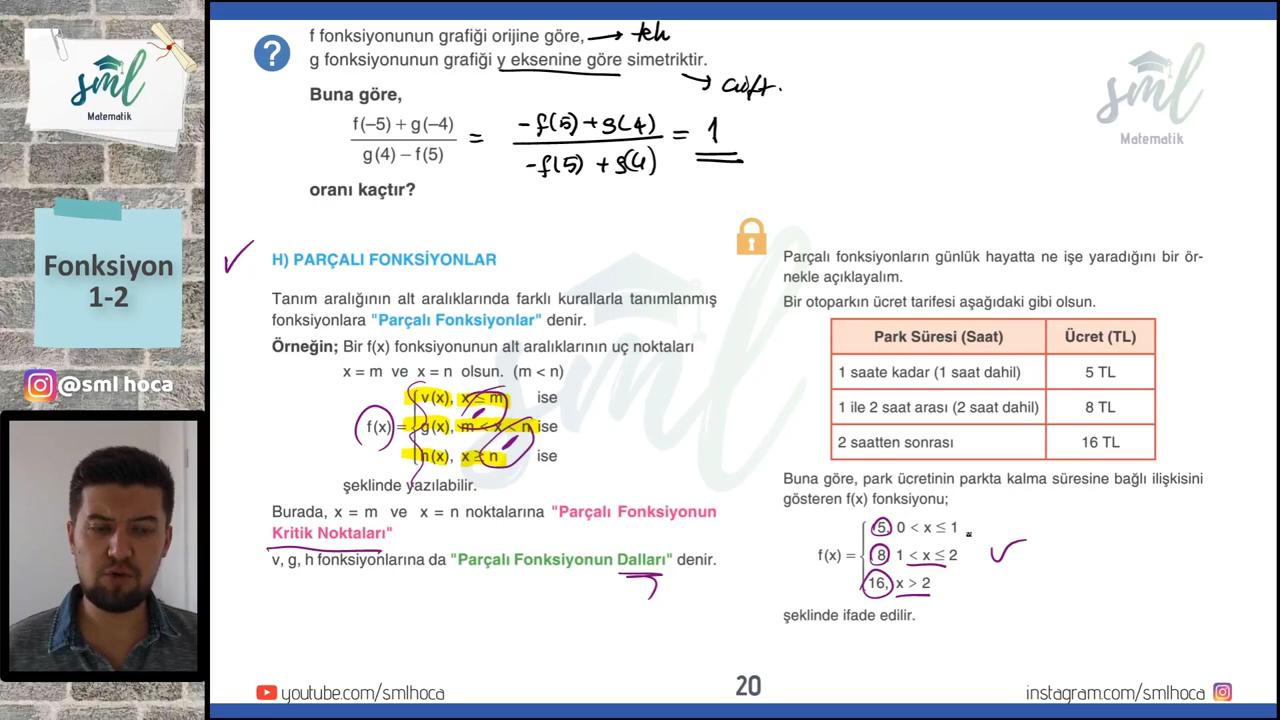 sml
Matematik
Fonksiyon
1-2
@sml hoca
f fonksiyonunun grafiği orijine göre, → tek
g fonksiyonunun grafiği y eksenine göre simetriktir.
→ çift.
?
Buna göre,
f(–5) + g(–4)
g(4) – f(5)
= -f(5)+g(4)
-f(5) + g(4)
= 1
oranı kaçtır?
sml
Matematik
H) PARÇALI FONKSİYONLAR
Tanım aralığının alt aralıklarında farklı kurallarla tanımlanmış
fonksiyonlara "Parçalı Fonksiyonlar" denir.
Örneğin; Bir f(x) fonksiyonunun alt aralıklarının uç noktaları
x = m ve x = n olsun. (m < n)
v(x), x ≤ m ise
f(x) = g(x), m < x < n ise
h(x), x ≥ n ise
şeklinde yazılabilir.
Burada, x = m ve x = n noktalarına "Parçalı Fonksiyonun
Kritik Noktaları"
v, g, h fonksiyonlarına da "Parçalı Fonksiyonun Dalları" denir.
sml
Parçalı fonksiyonların günlük hayatta ne işe yaradığını bir ör-
nekle açıklayalım.
Bir otoparkın ücret tarifesi aşağıdaki gibi olsun.
Park Süresi (Saat) Ücret (TL)
1 saate kadar (1 saat dahil) 5 TL
1 ile 2 saat arası (2 saat dahil) 8 TL
2 saatten sonrası 16 TL
Buna göre, park ücretinin parkta kalma süresine bağlı ilişkisini
gösteren f(x) fonksiyonu;
5, 0 < x ≤ 1
f(x) = 8 1 < x ≤ 2
16, x > 2
şeklinde ifade edilir.
youtube.com/smlhoca
20
instagram.com/smlhoca